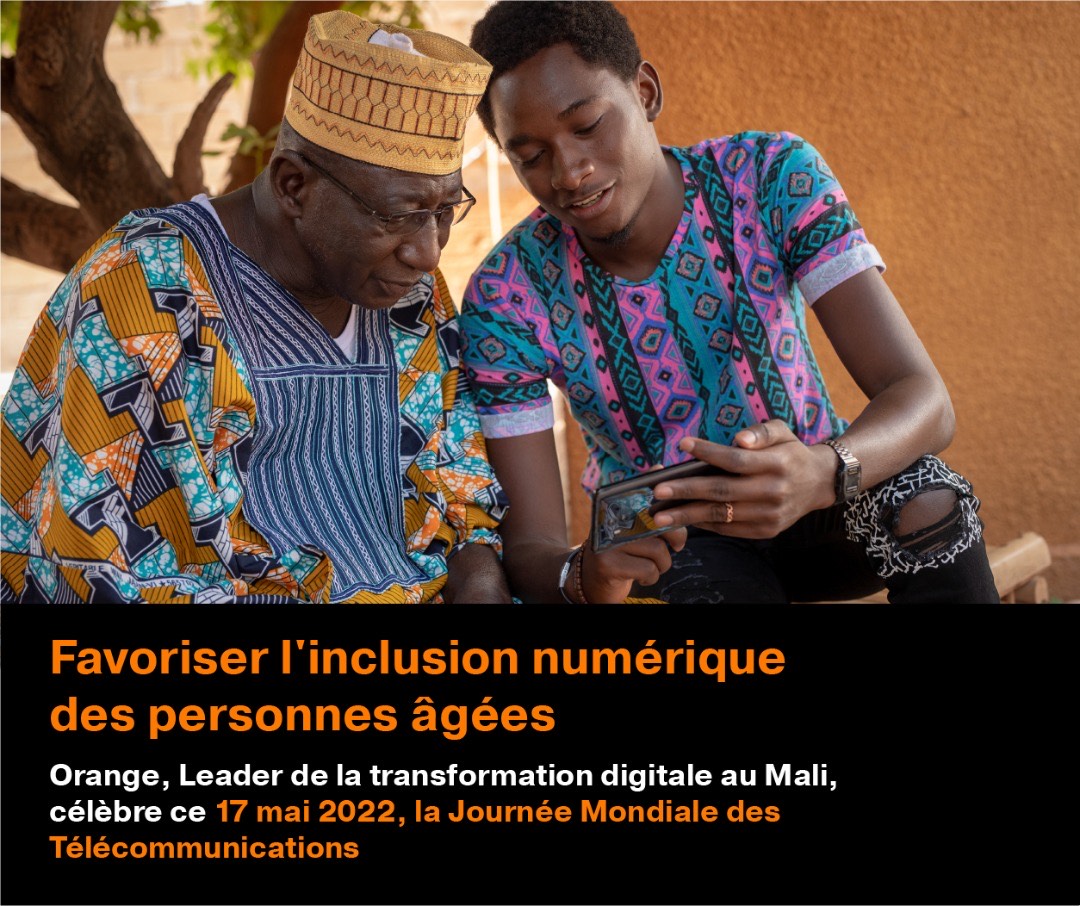 Favoriser l'inclusion numérique
des personnes âgées
Orange, Leader de la transformation digitale au Mali,
célèbre ce 17 mai 2022, la Journée Mondiale des
Télécommunications